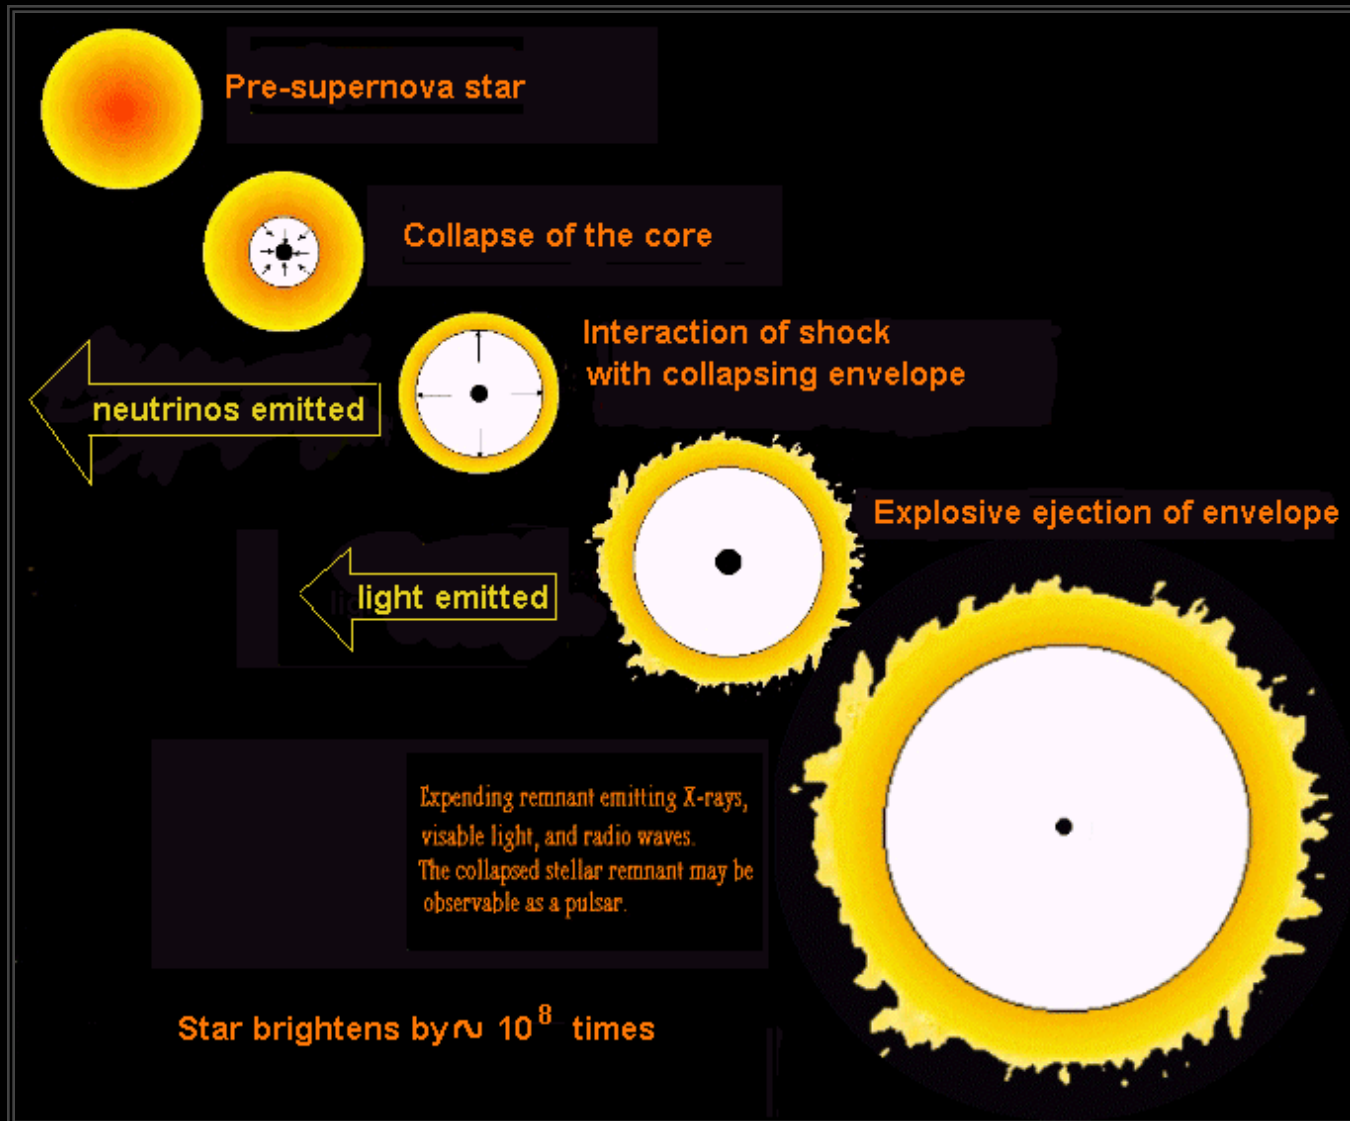 Pre-supernova star
Collapse of the core
Interaction of shock
with collapsing envelope
neutrinos emitted
Explosive ejection of envelope
light emitted
Expending remnant emitting X-rays,
visable light, and radio waves.
The collapsed stellar remnant may be
observable as a pulsar.
Star brightens by ~ 10⁸ times